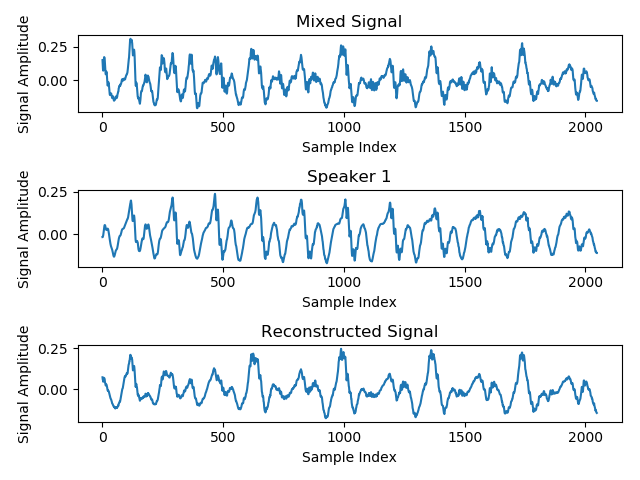 Mixed Signal
Signal Amplitude
0.25
0.00
0 500 1000 1500 2000
Sample Index
Speaker 1
Signal Amplitude
0.25
0.00
0 500 1000 1500 2000
Sample Index
Reconstructed Signal
Signal Amplitude
0.25
0.00
0 500 1000 1500 2000
Sample Index